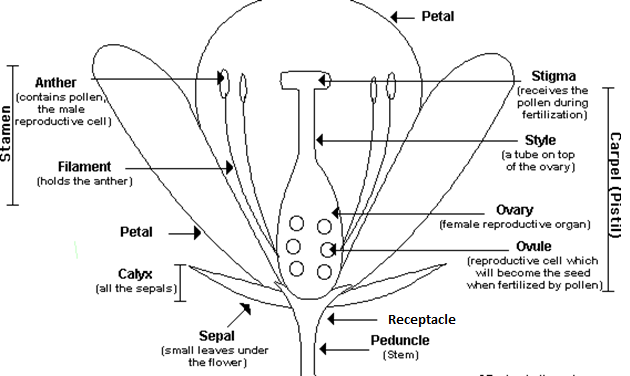 Petal
Stamen
Anther
(contains pollen,
the male
reproductive cell)
Filament
(holds the anther)
Petal
Calyx
(all the sepals)
Sepal
(small leaves under
the flower)
Stigma
(receives the
pollen during
fertilization)
Style
(a tube on top
of the ovary)
Ovary
(female reproductive organ)
Ovule
(reproductive cell which
will become the seed
when fertilized by pollen)
Carpel (Pistil)
Receptacle
Peduncle
(Stem)